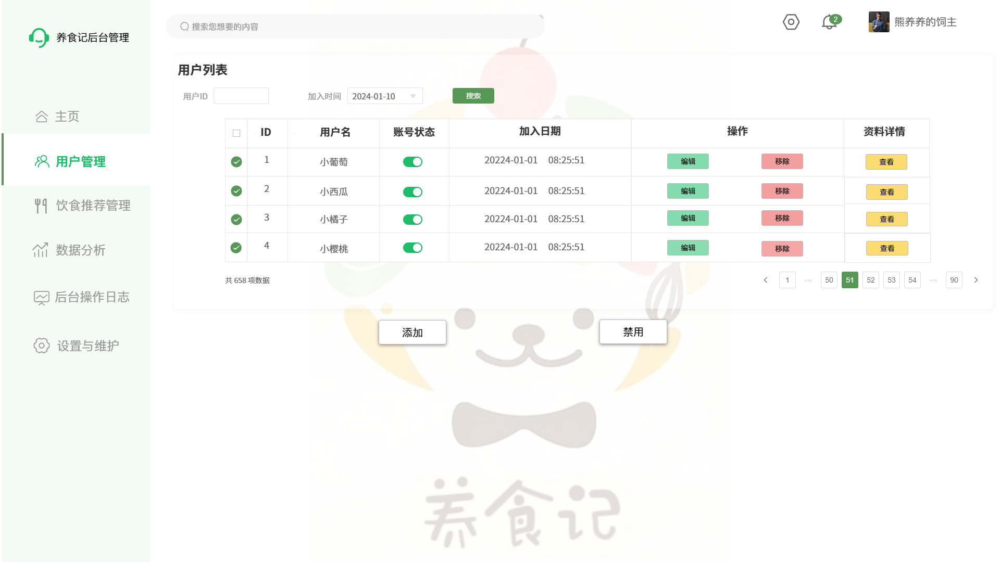 养食记后台管理
搜索您想要的内容
2
熊养养的饲主
主页
用户管理
饮食推荐管理
数据分析
后台操作日志
设置与维护
用户列表
用户ID
加入时间 2024-01-10
搜索
ID 用户名 账号状态 加入日期 操作 资料详情
1 小葡萄 20224-01-01 08:25:51 编辑 移除 查看
2 小西瓜 20224-01-01 08:25:51 编辑 移除 查看
3 小橘子 20224-01-01 08:25:51 编辑 移除 查看
4 小樱桃 20224-01-01 08:25:51 编辑 移除 查看
共 658 项数据
1 ... 50 51 52 53 54 ... 90
添加
禁用
养食记